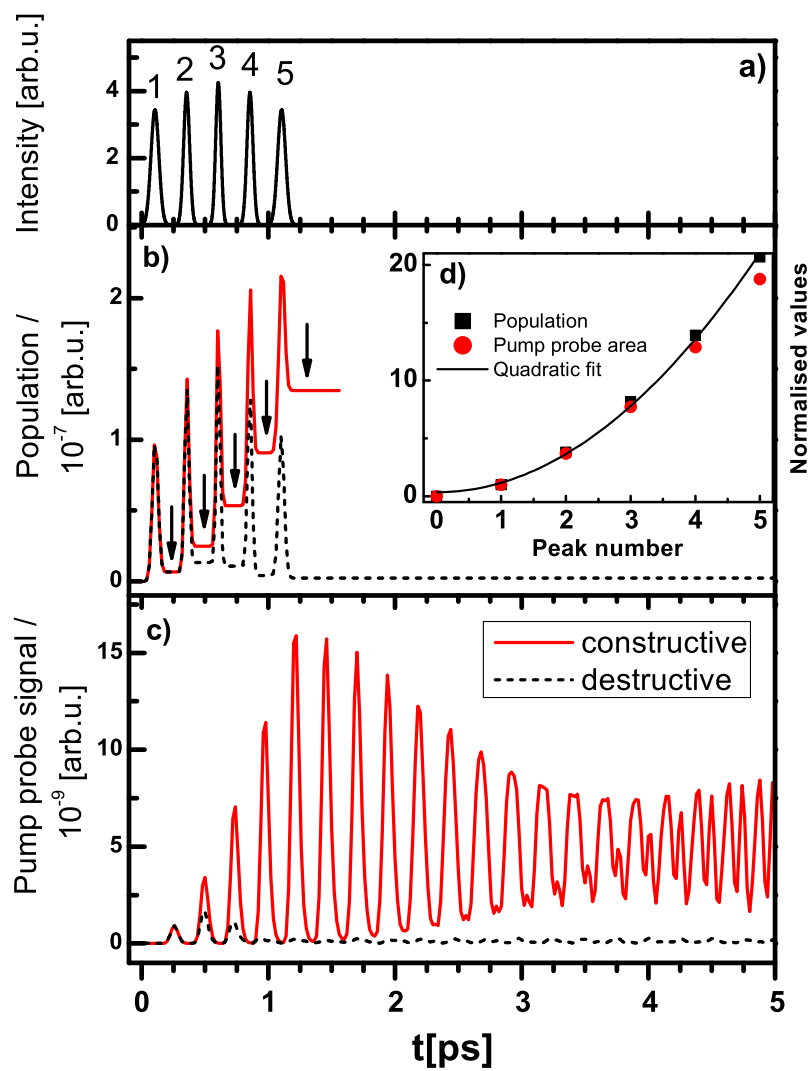 a)
1 2 3 4 5
Intensity [arb.u.]
4
2
0
b)
Population /
10^-7 [arb.u.]
2
1
0
d)
Population
Pump probe area
Quadratic fit
20
10
0
0 1 2 3 4 5
Peak number
Normalised values
c)
constructive
destructive
Pump probe signal /
10^-9 [arb.u.]
15
10
5
0
0 1 2 3 4 5
t[ps]